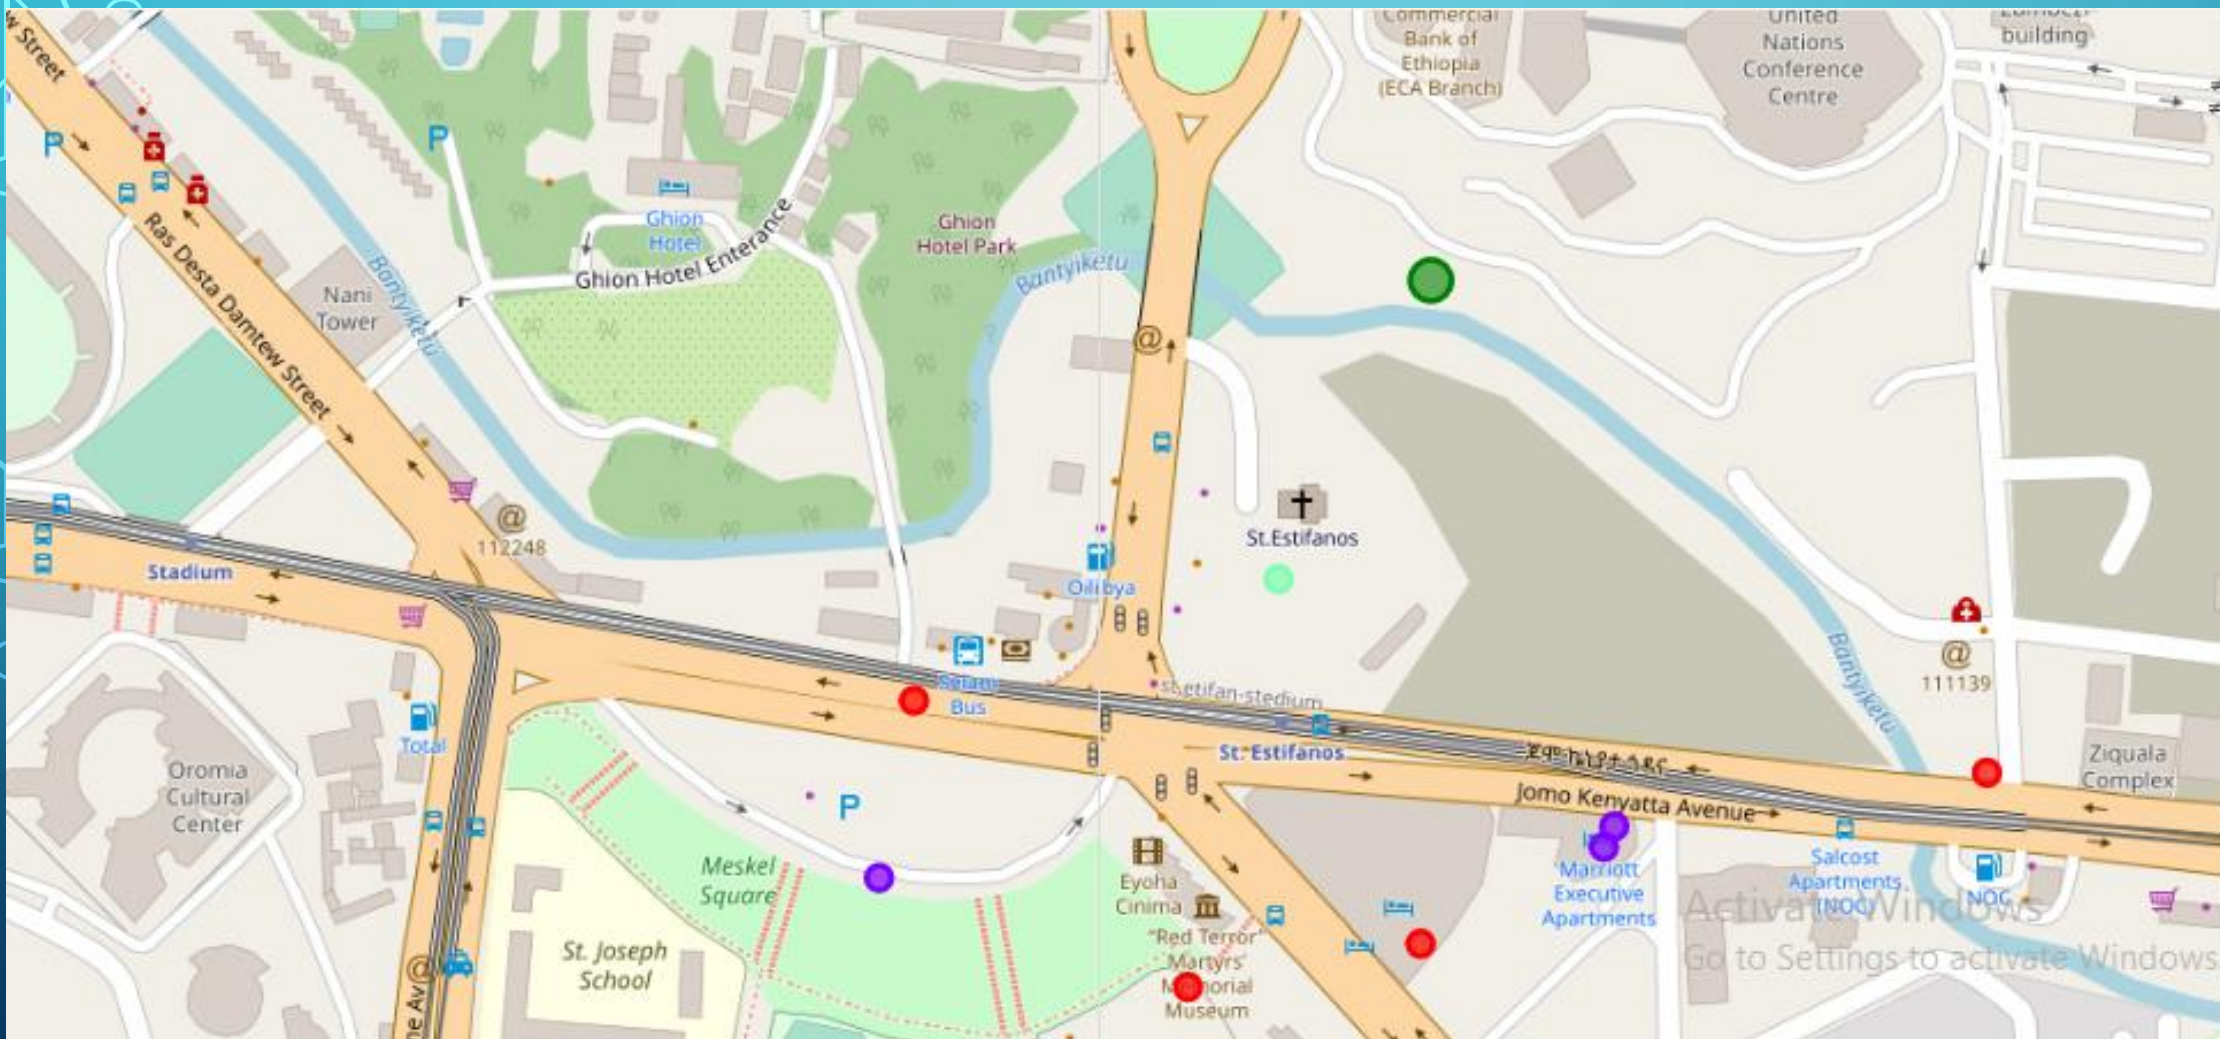 w Street
Commercial
Bank of
Ethiopia
(ECA Branch)
United
Nations
Conference
Centre
building
P
P
Ras Desta Damtew Street
Nani
Tower
Bantyiketu
Ghion
Hotel
Ghion Hotel Enterance
Ghion
Hotel Park
Bantyiketu
@
@
112248
Stadium
St.Estifanos
Oilibya
Selam
Bus
st.etifan-stedium
St. Estifanos
Jomo Kenyatta Avenue
Bantyiketu
@
111139
Ziquala
Complex
Total
Oromia
Cultural
Center
P
Meskel
Square
St. Joseph
School
Eyoha
Cinima
"Red Terror"
Martyrs'
Memorial
Museum
Marriott
Executive
Apartments
Salcost
Apartments
(NOC)
NOC
@
Activate Windows
Go to Settings to activate Windows